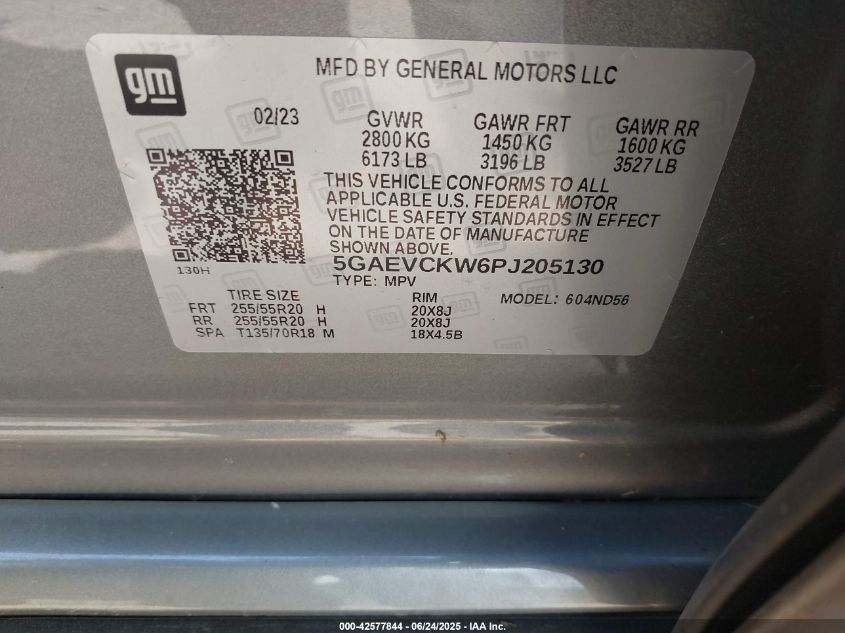 gm
MFD BY GENERAL MOTORS LLC
02/23
GVWR GAWR FRT GAWR RR
2800 KG 1450 KG 1600 KG
6173 LB 3196 LB 3527 LB
THIS VEHICLE CONFORMS TO ALL
APPLICABLE U.S. FEDERAL MOTOR
VEHICLE SAFETY STANDARDS IN EFFECT
ON THE DATE OF MANUFACTURE
SHOWN ABOVE.
130H
5GAEVCKW6PJ205130
TYPE: MPV MODEL: 604ND56
TIRE SIZE RIM
FRT 255/55R20 H 20X8J
RR 255/55R20 H 20X8J
SPA T135/70R18 M 18X4.5B
000-42577844 - 06/24/2025 - IAA Inc.